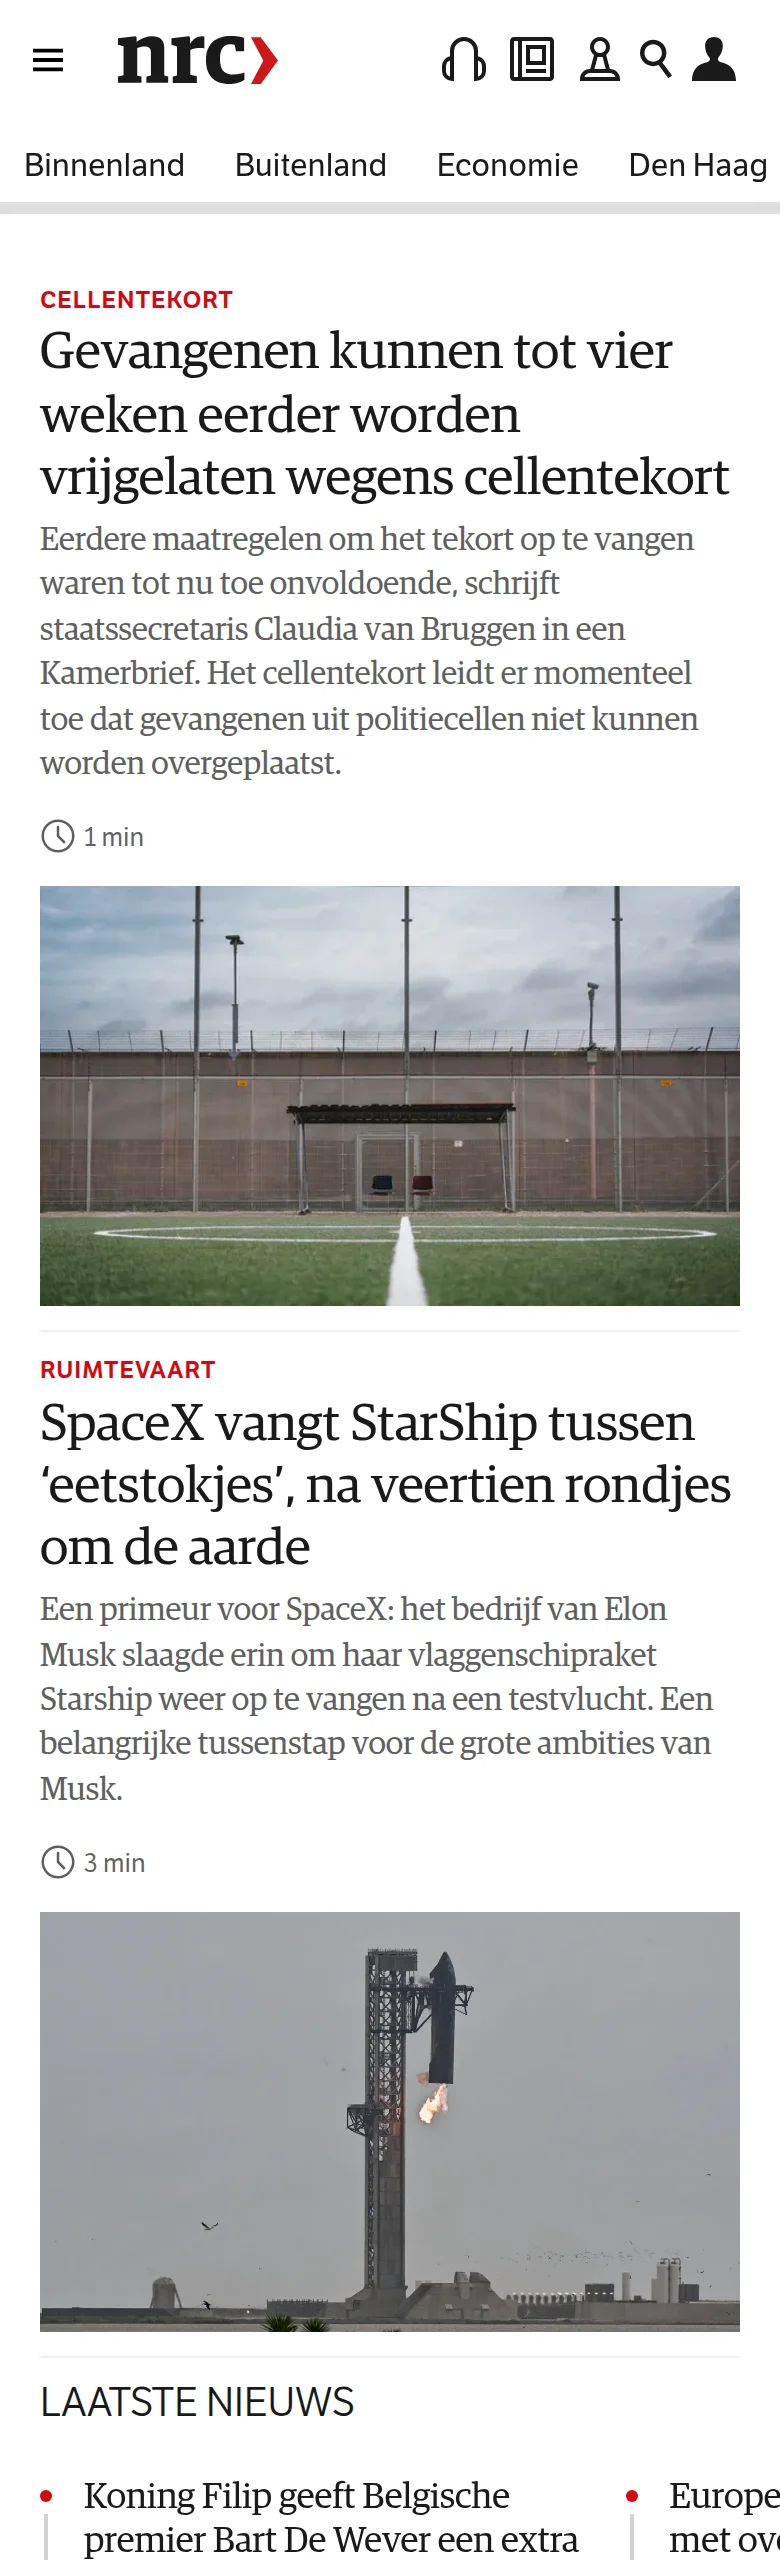 nrc
Binnenland Buitenland Economie Den Haag
CELLENTEKORT
Gevangenen kunnen tot vier
weken eerder worden
vrijgelaten wegens cellentekort
Eerdere maatregelen om het tekort op te vangen
waren tot nu toe onvoldoende, schrijft
staatssecretaris Claudia van Bruggen in een
Kamerbrief. Het cellentekort leidt er momenteel
toe dat gevangenen uit politiecellen niet kunnen
worden overgeplaatst.
1 min
RUIMTEVAART
SpaceX vangt StarShip tussen
‘eetstokjes’, na veertien rondjes
om de aarde
Een primeur voor SpaceX: het bedrijf van Elon
Musk slaagde erin om haar vlaggenschipraket
Starship weer op te vangen na een testvlucht. Een
belangrijke tussenstap voor de grote ambities van
Musk.
3 min
LAATSTE NIEUWS
Koning Filip geeft Belgische
premier Bart De Wever een extra
Europe
met ov